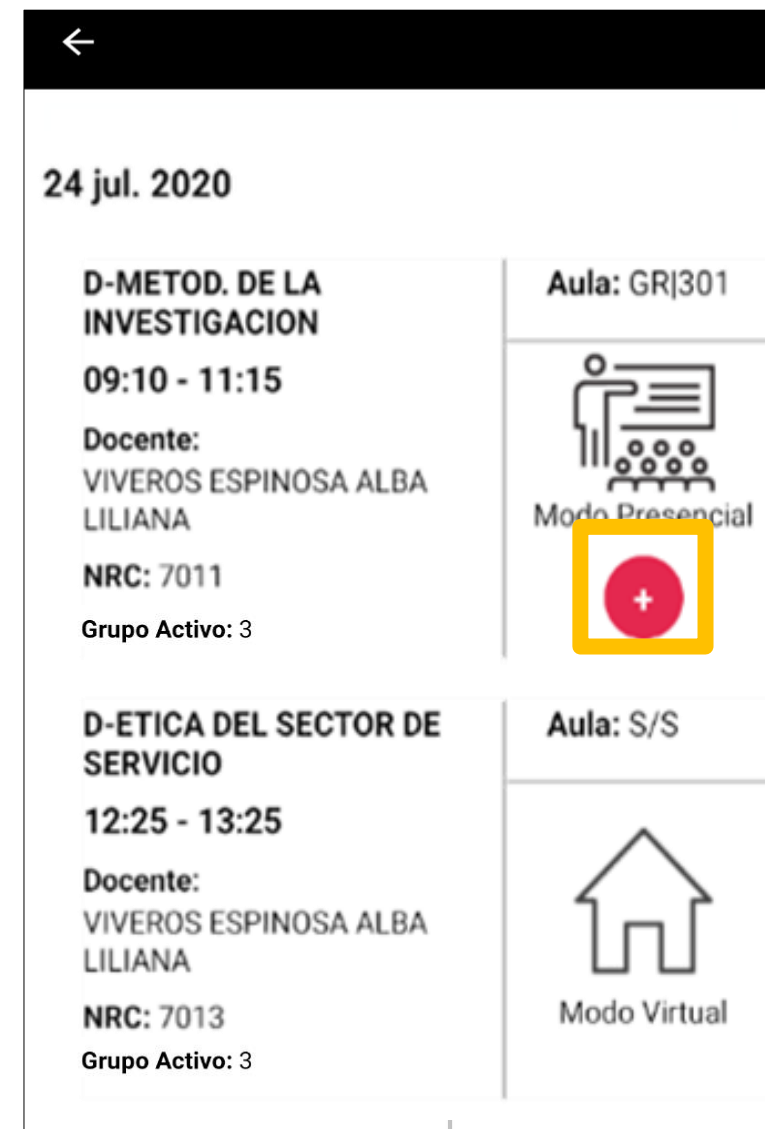 24 jul. 2020
D-METOD. DE LA
INVESTIGACION
09:10 - 11:15
Docente:
VIVEROS ESPINOSA ALBA
LILIANA
NRC: 7011
Grupo Activo: 3
Aula: GR|301
Modo Presencial
+
D-ETICA DEL SECTOR DE
SERVICIO
12:25 - 13:25
Docente:
VIVEROS ESPINOSA ALBA
LILIANA
NRC: 7013
Grupo Activo: 3
Aula: S/S
Modo Virtual